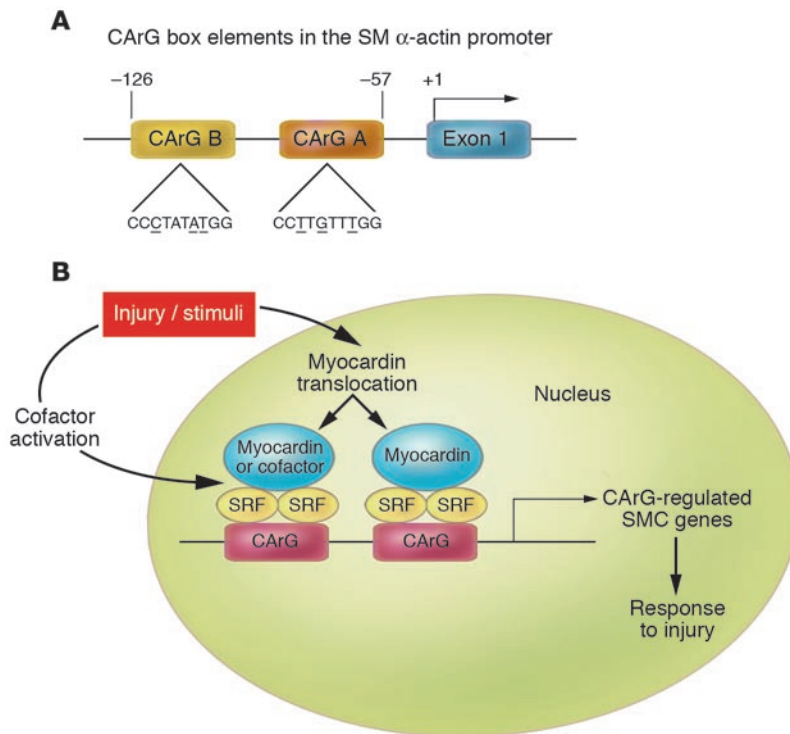 A
CArG box elements in the SM α-actin promoter
–126
–57
+1
CArG B
CArG A
Exon 1
CCCTATATGG
CCTTGTTTGG
B
Injury / stimuli
Myocardin
translocation
Nucleus
Cofactor
activation
Myocardin
or cofactor
Myocardin
SRF
SRF
SRF
SRF
CArG
CArG
CArG-regulated
SMC genes
Response
to injury